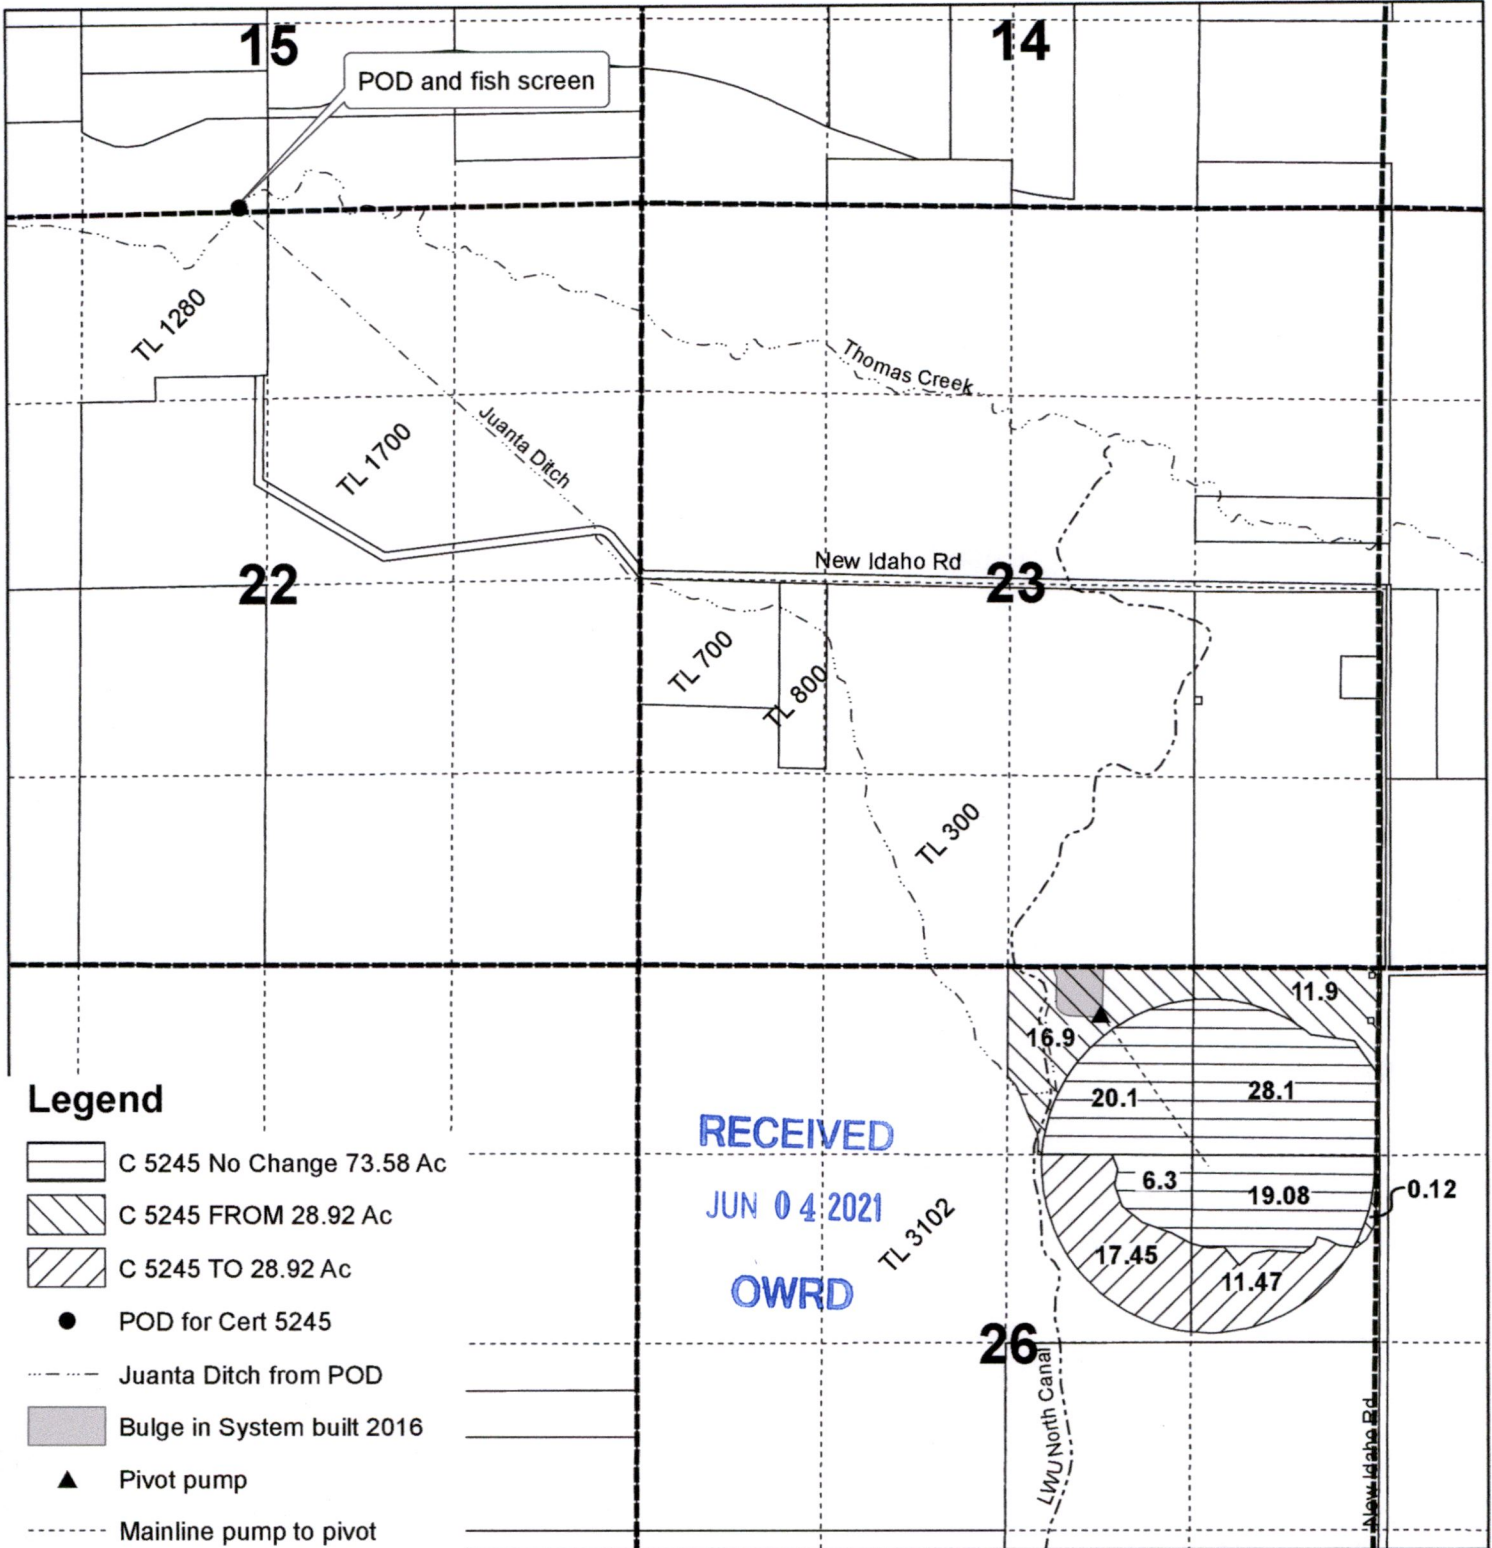 15
14
POD and fish screen
TL 1280
Thomas Creek
Juanta Ditch
TL 1700
New Idaho Rd
22
23
TL 700
TL 800
TL 300
11.9
16.9
20.1
28.1
6.3
19.08
0.12
17.45
11.47
TL 3102
26
LWU North Canal
New Idaho Rd
RECEIVED
JUN 04 2021
OWRD
Legend
C 5245 No Change 73.58 Ac
C 5245 FROM 28.92 Ac
C 5245 TO 28.92 Ac
POD for Cert 5245
Juanta Ditch from POD
Bulge in System built 2016
Pivot pump
Mainline pump to pivot